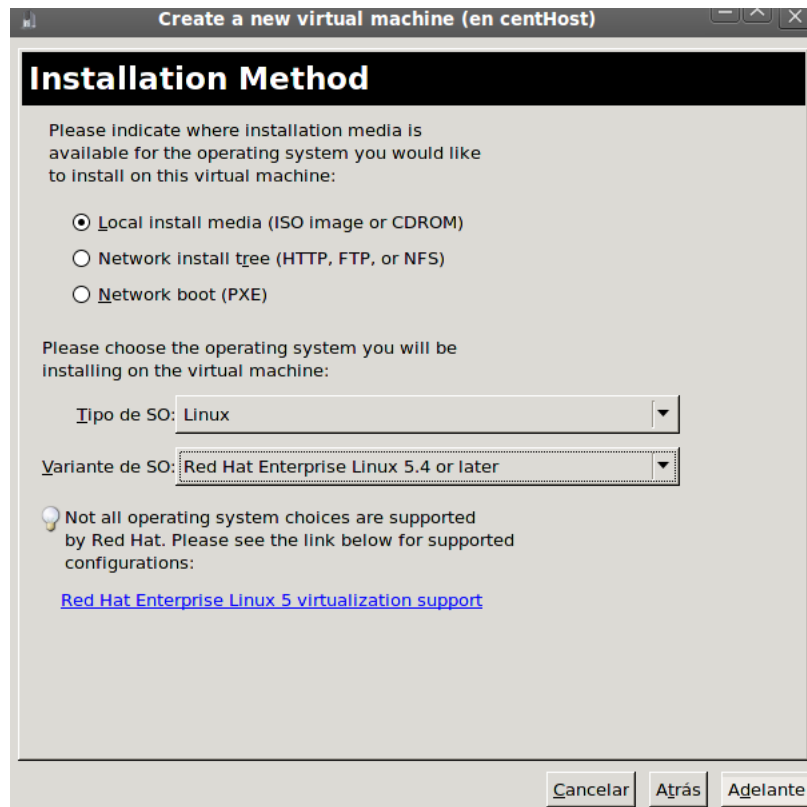 Create a new virtual machine (en centHost)
Installation Method
Please indicate where installation media is
available for the operating system you would like
to install on this virtual machine:
Local install media (ISO image or CDROM)
Network install tree (HTTP, FTP, or NFS)
Network boot (PXE)
Please choose the operating system you will be
installing on the virtual machine:
Tipo de SO: Linux
Variante de SO: Red Hat Enterprise Linux 5.4 or later
Not all operating system choices are supported
by Red Hat. Please see the link below for supported
configurations:
Red Hat Enterprise Linux 5 virtualization support
Cancelar Atrás Adelante